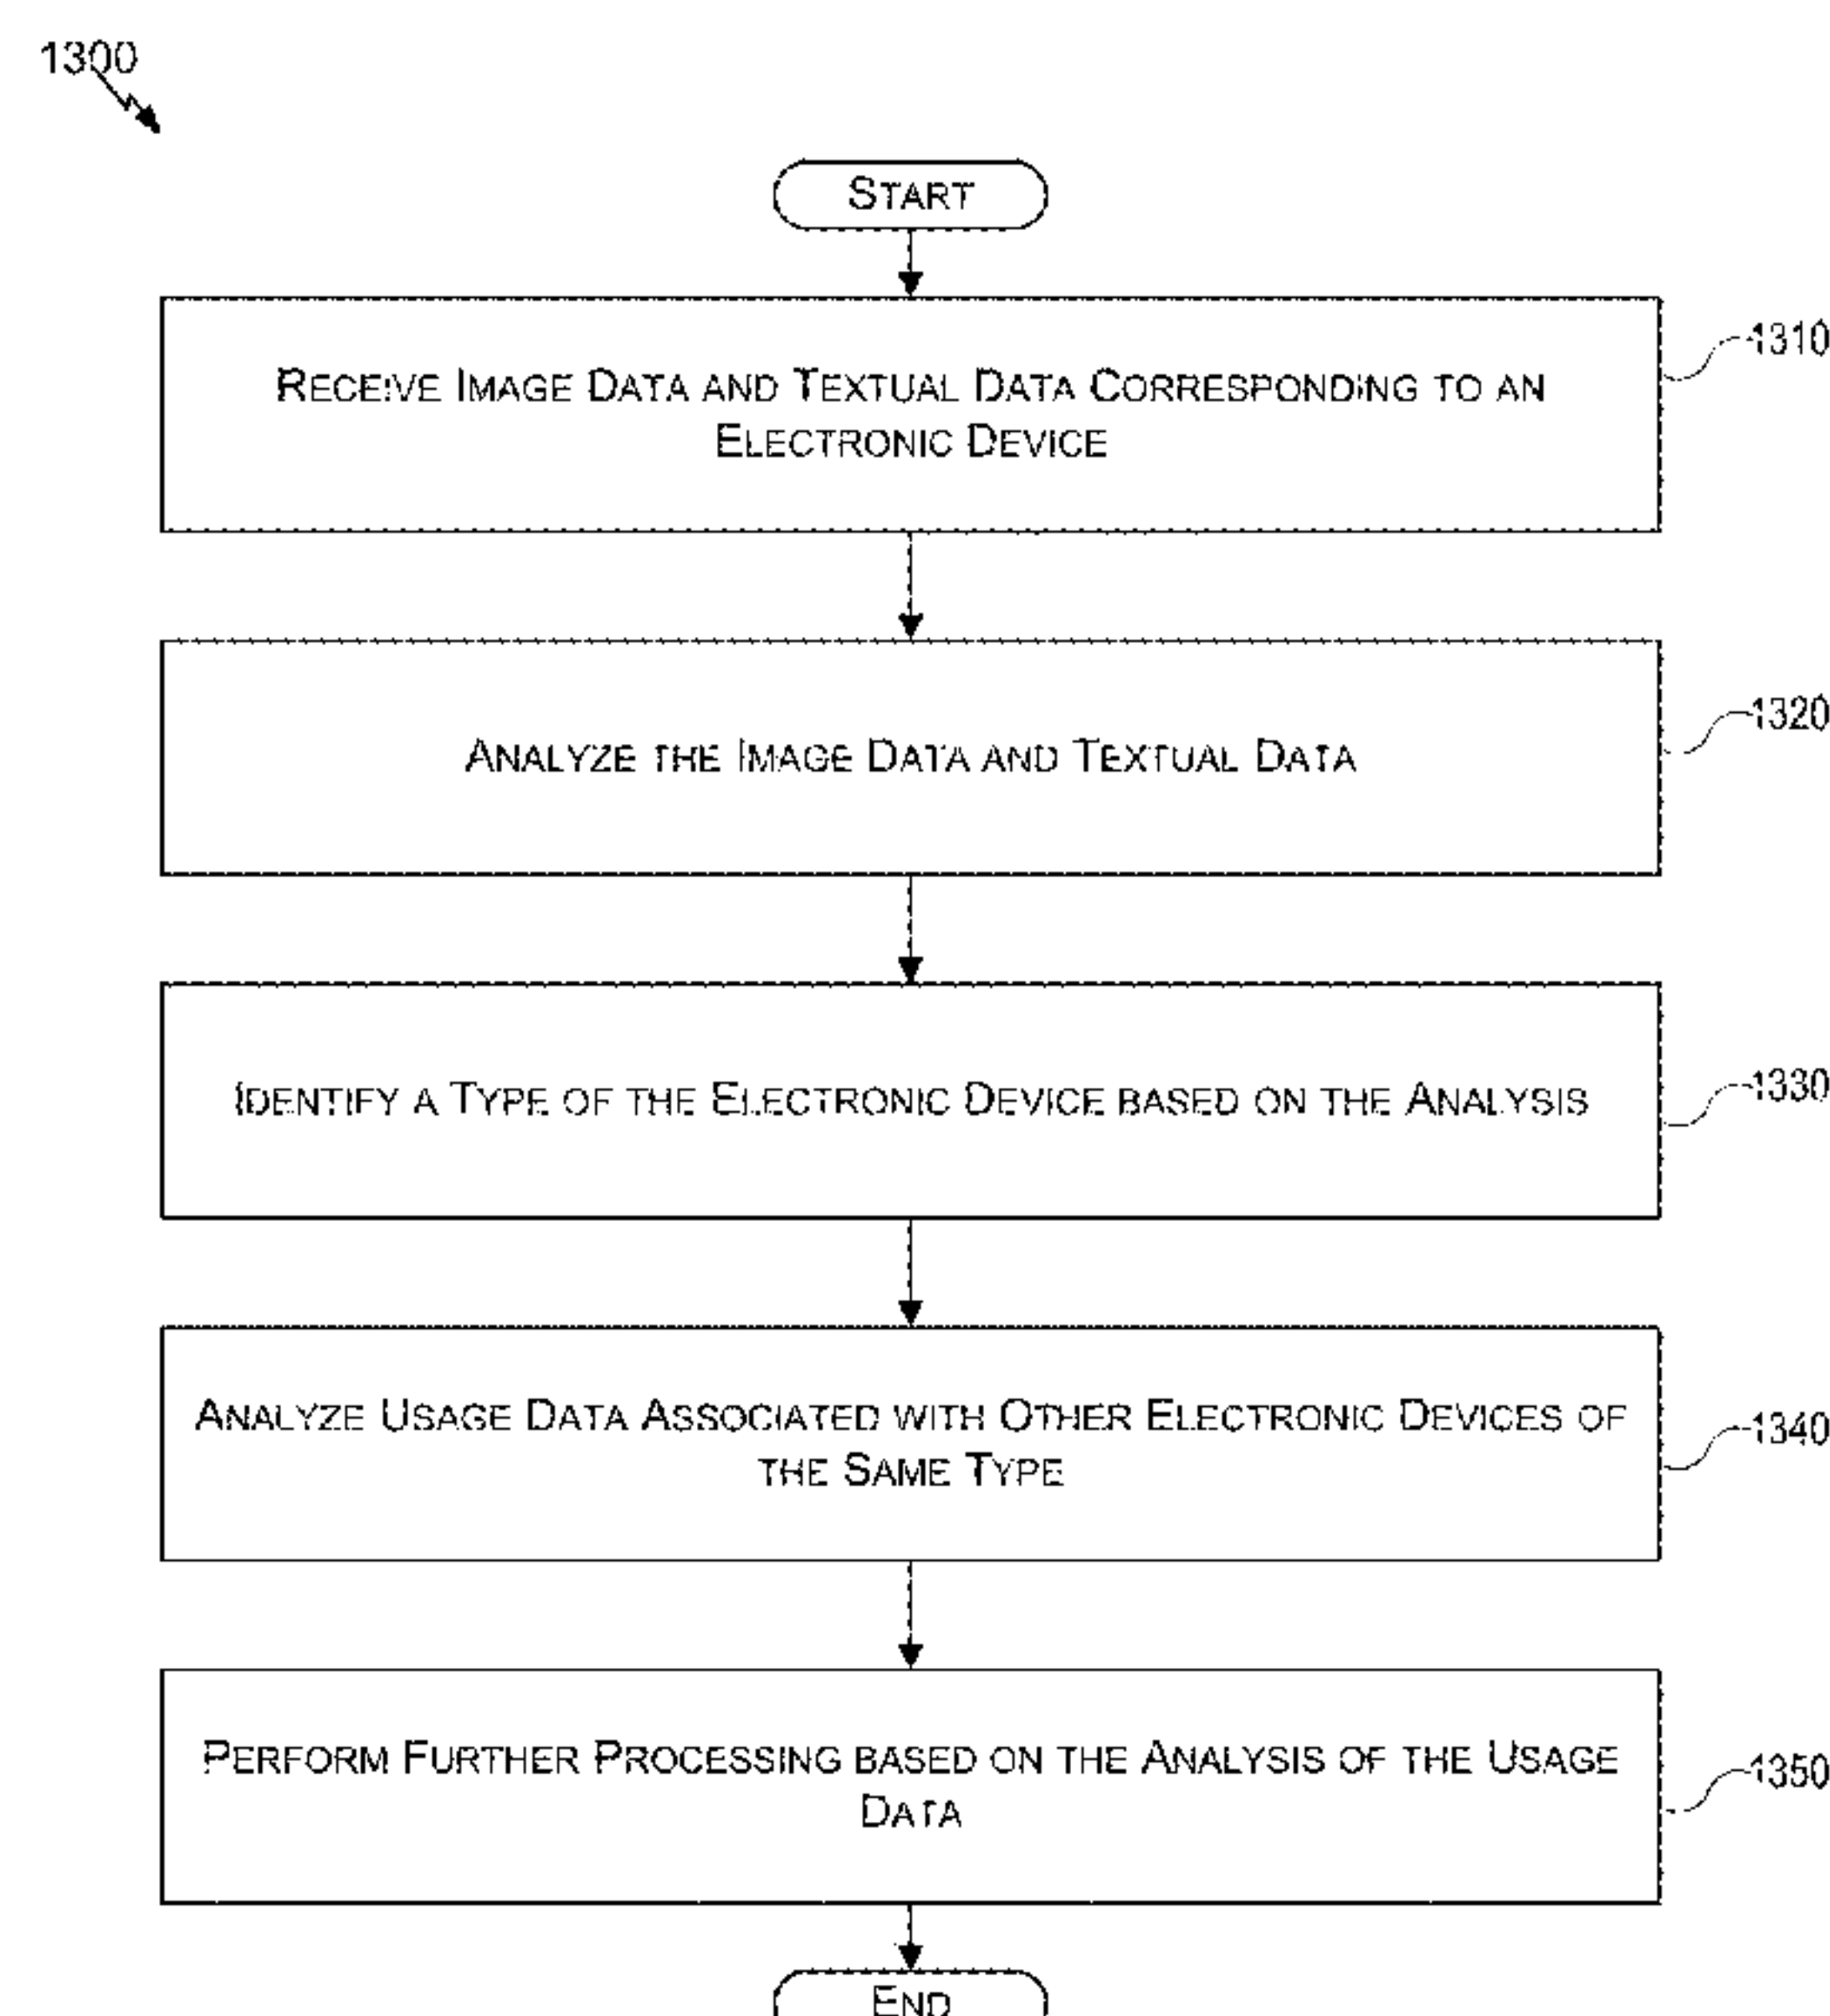 1300
START
RECEIVE IMAGE DATA AND TEXTUAL DATA CORRESPONDING TO AN
ELECTRONIC DEVICE
1310
ANALYZE THE IMAGE DATA AND TEXTUAL DATA
1320
IDENTIFY A TYPE OF THE ELECTRONIC DEVICE BASED ON THE ANALYSIS
1330
ANALYZE USAGE DATA ASSOCIATED WITH OTHER ELECTRONIC DEVICES OF
THE SAME TYPE
1340
PERFORM FURTHER PROCESSING BASED ON THE ANALYSIS OF THE USAGE
DATA
1350
END